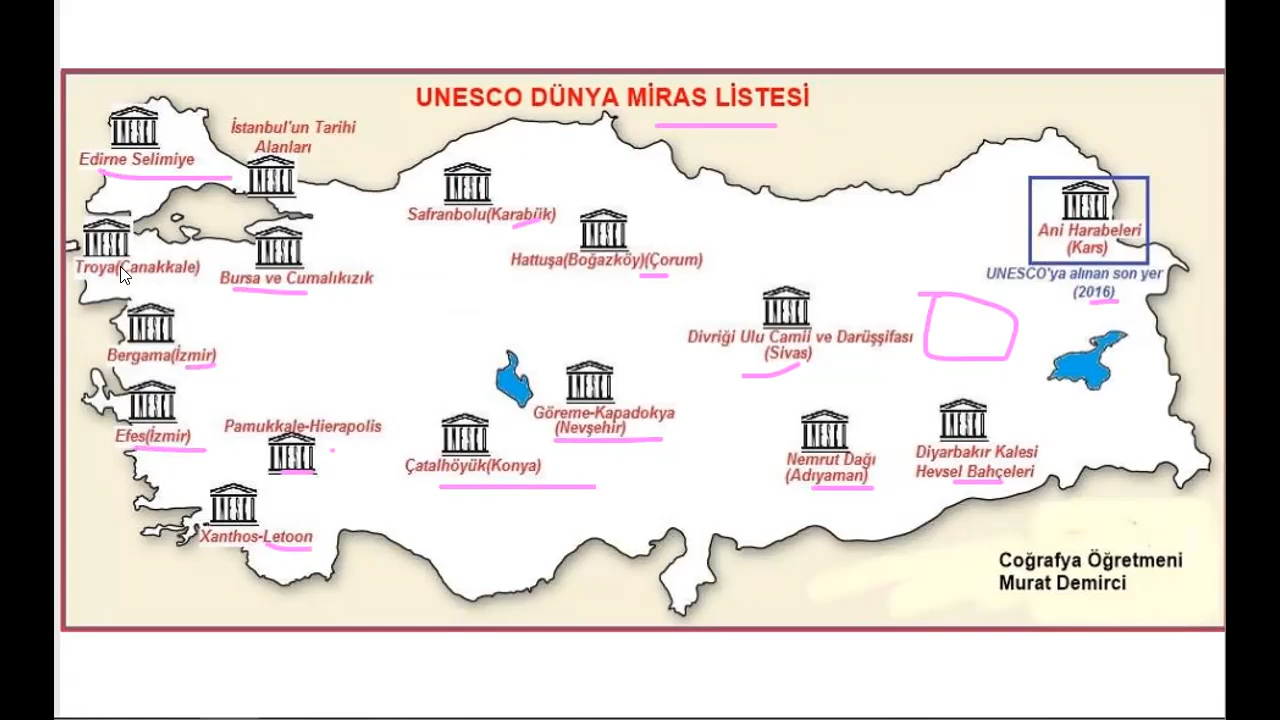 UNESCO DÜNYA MİRAS LİSTESİ
Edirne Selimiye
İstanbul'un Tarihi
Alanları
Safranbolu(Karabük)
Hattuşa(Boğazköy)(Çorum)
Ani Harabeleri
(Kars)
UNESCO'ya alınan son yer
(2016)
Troya(Çanakkale)
Bursa ve Cumalıkızık
Bergama(İzmir)
Divriği Ulu Camii ve Darüşşifası
(Sivas)
Efes(İzmir)
Pamukkale-Hierapolis
Göreme-Kapadokya
(Nevşehir)
Çatalhöyük(Konya)
Nemrut Dağı
(Adıyaman)
Diyarbakır Kalesi
Hevsel Bahçeleri
Xanthos-Letoon
Coğrafya Öğretmeni
Murat Demirci